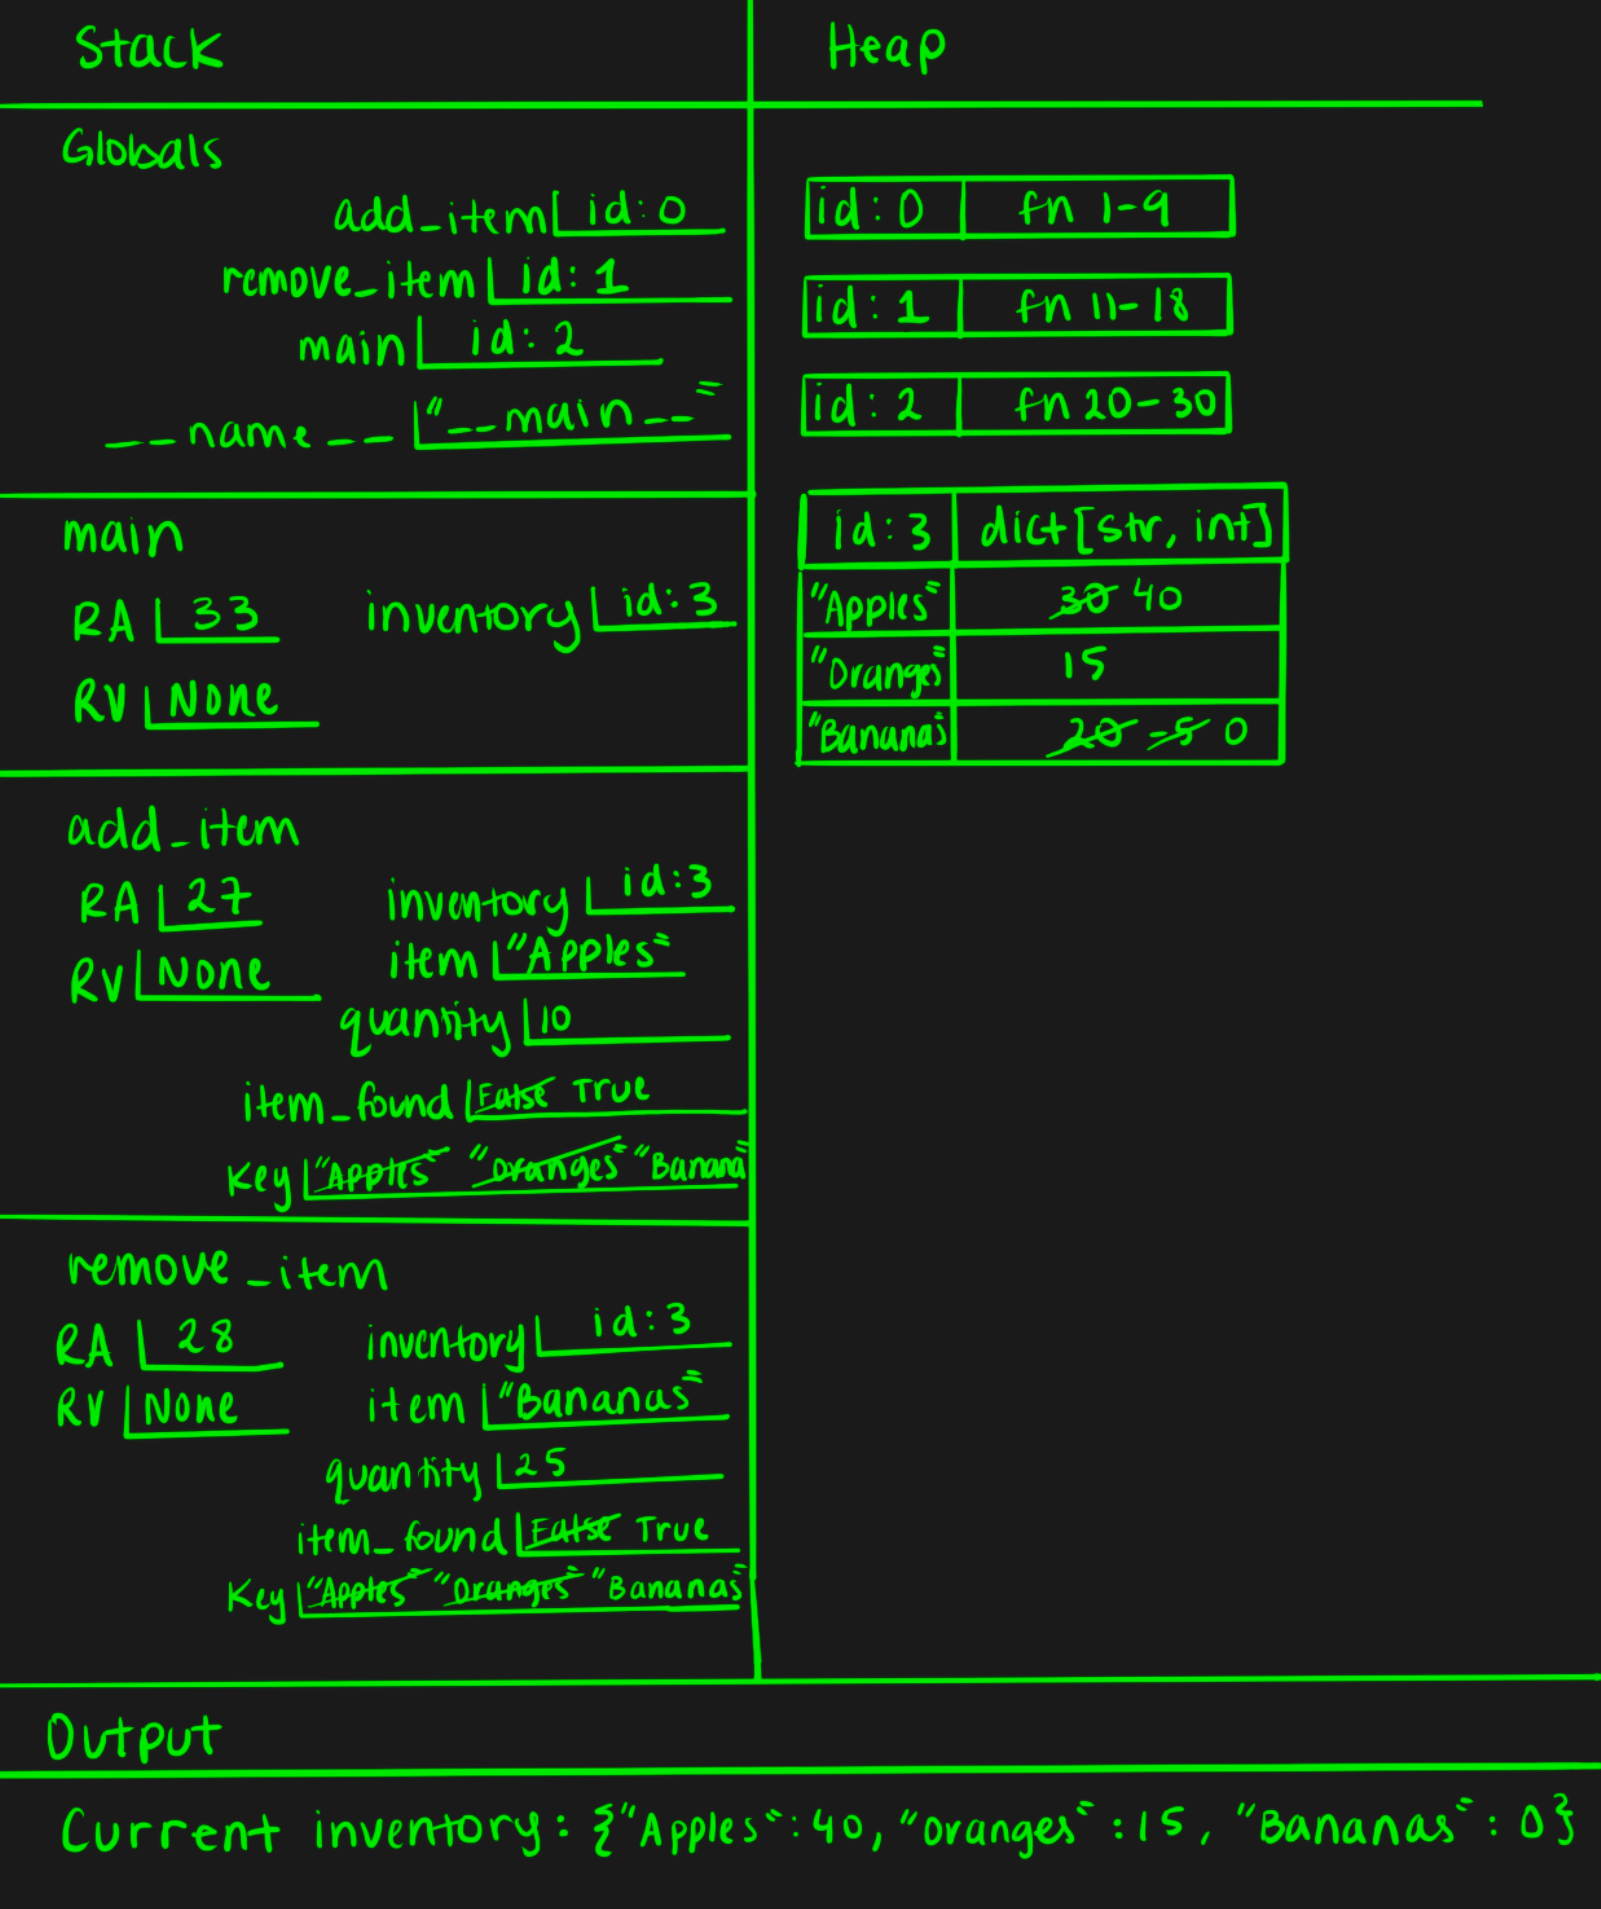 Stack
Heap
Globals
add_item id:0
remove_item id:1
main id:2
__name__ "__main__"
id:0 fn 1-9
id:1 fn 11-18
id:2 fn 20-30
id:3 dict[str, int]
"Apples" 30 40
"Oranges" 15
"Bananas 20 -5 0
main
RA 33 inventory id:3
RV None
add_item
RA 27 inventory id:3
RV None item "Apples"
quantity 10
item_found False True
Key "Apples" "Oranges" "Banana"
remove_item
RA 28 inventory id:3
RV None item "Bananas"
quantity 25
item_found False True
Key "Apples" "Oranges" "Bananas"
Output
Current inventory: {"Apples":40, "Oranges":15, "Bananas": 0}